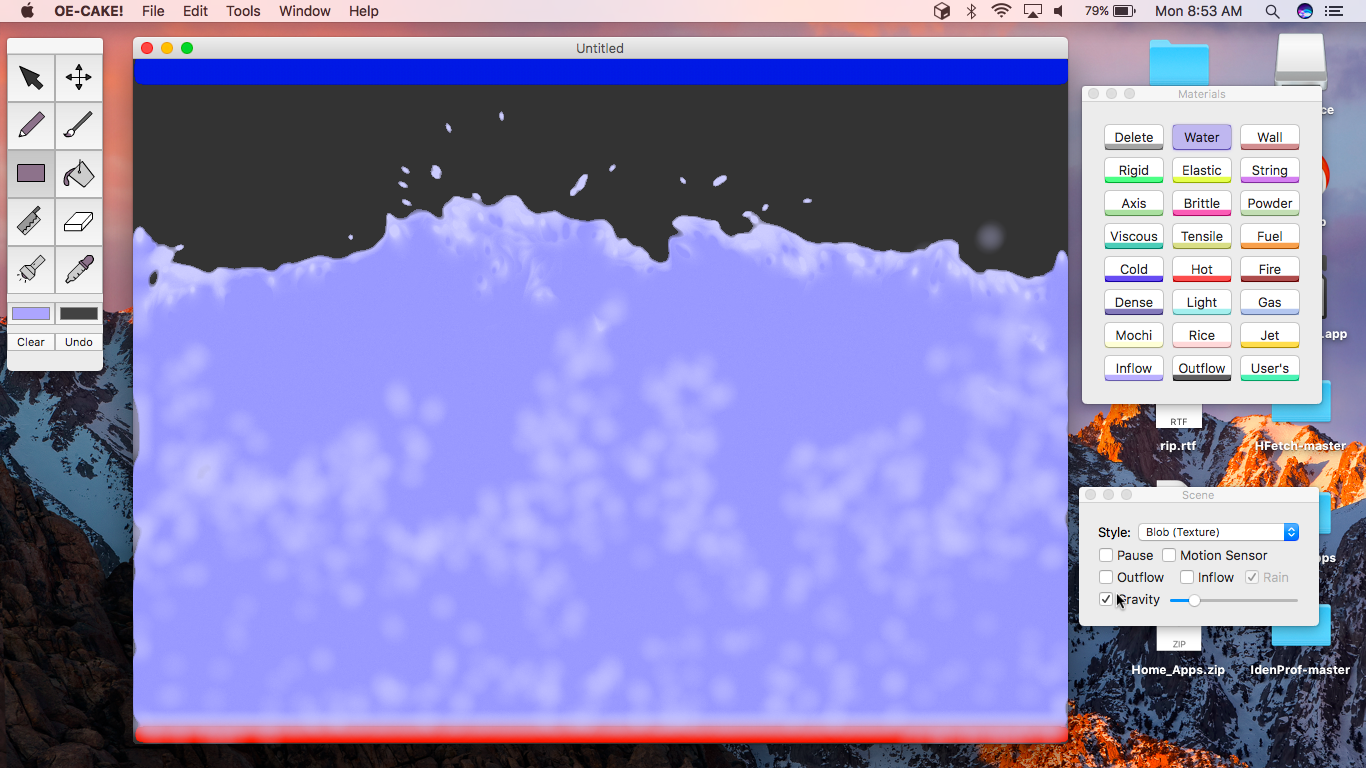 OE-CAKE! File Edit Tools Window Help 79% Mon 8:53 AM
Untitled
Clear Undo
Materials
Delete Water Wall
Rigid Elastic String
Axis Brittle Powder
Viscous Tensile Fuel
Cold Hot Fire
Dense Light Gas
Mochi Rice Jet
Inflow Outflow User's
.app
RTF
rip.rtf HFetch-master
Scene
Style: Blob (Texture)
Pause Motion Sensor
Outflow Inflow Rain
Gravity
ZIP
Home_Apps.zip IdenProf-master